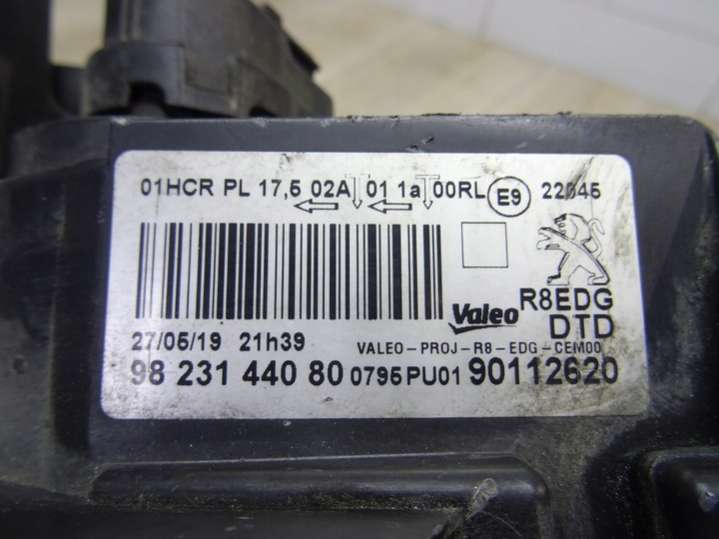 01HCR PL 17,5 02A 01 1a 00RL E9 22045
Valeo R8EDG
DTD
27/05/19 21h39 VALEO-PROJ-R8-EDG-CEM00
98 231 440 80 0795PU01 90112620